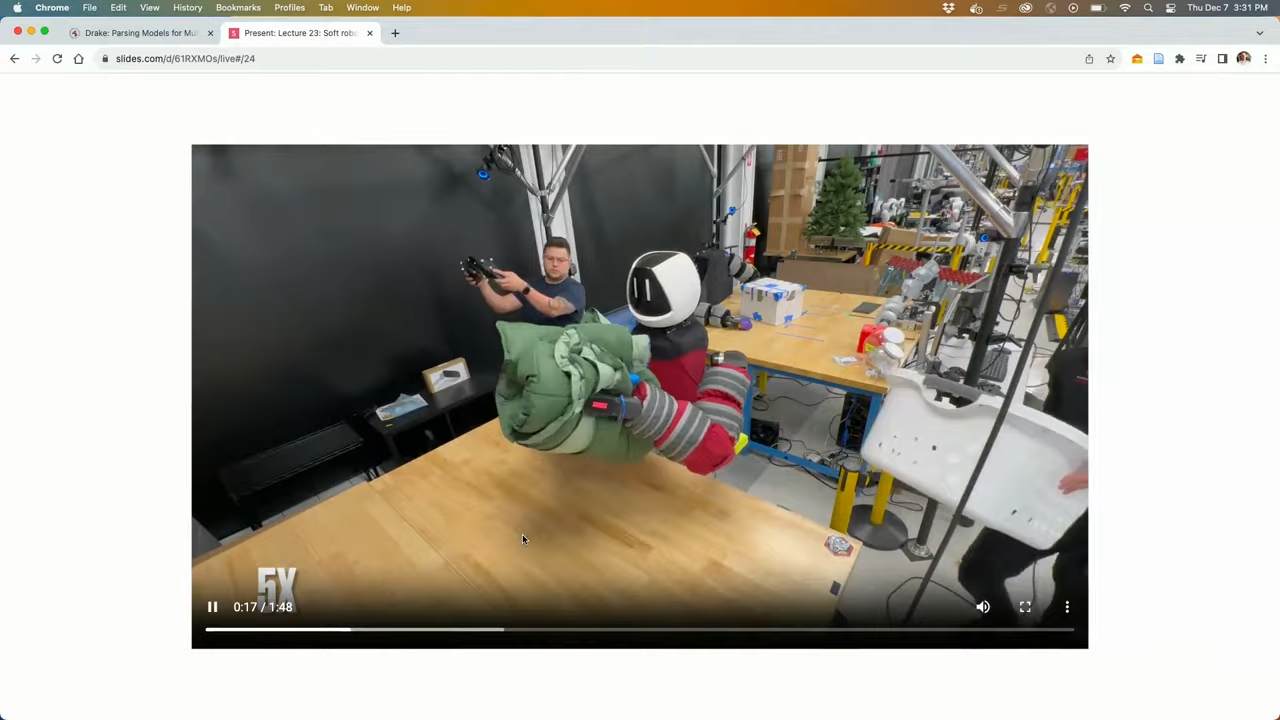 Chrome File Edit View History Bookmarks Profiles Tab Window Help Thu Dec 7 3:31 PM
Drake: Parsing Models for Mul
Present: Lecture 23: Soft robo
slides.com/d/61RXMOs/live#/24
5X
0:17 / 1:48